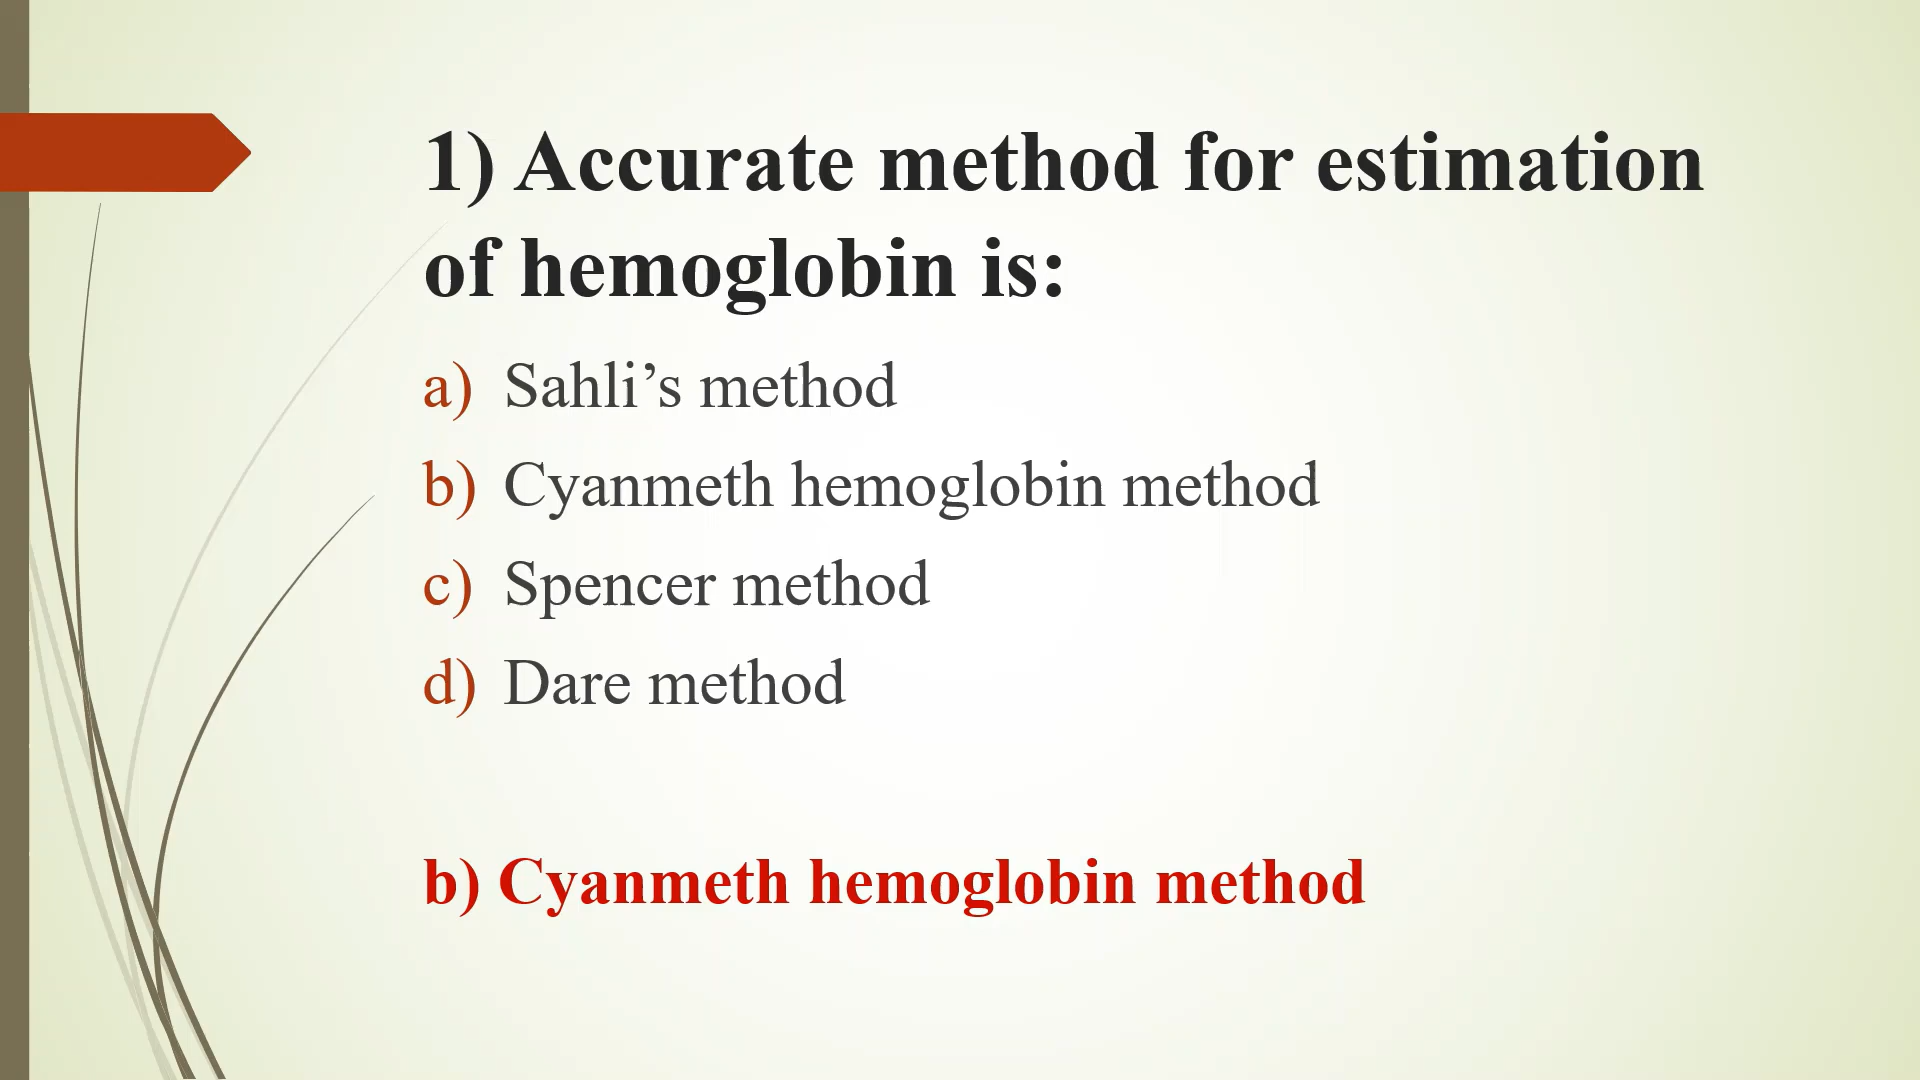 1) Accurate method for estimation
of hemoglobin is:
a) Sahli’s method
b) Cyanmeth hemoglobin method
c) Spencer method
d) Dare method
b) Cyanmeth hemoglobin method